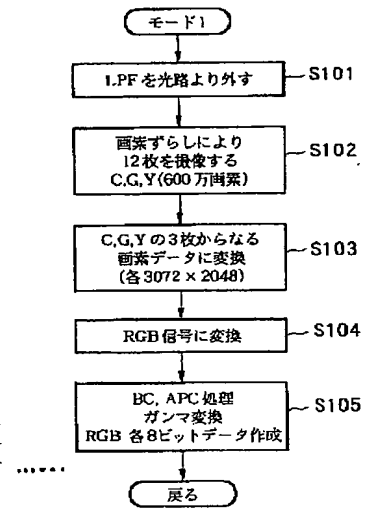 モード1
LPFを光路より外す
S101
画素ずらしにより
12枚を撮像する
C,G,Y(600万画素)
S102
C,G,Yの3枚からなる
画素データに変換
(各3072×2048)
S103
RGB信号に変換
S104
BC, APC処理
ガンマ変換
RGB 各8ビットデータ作成
S105
戻る